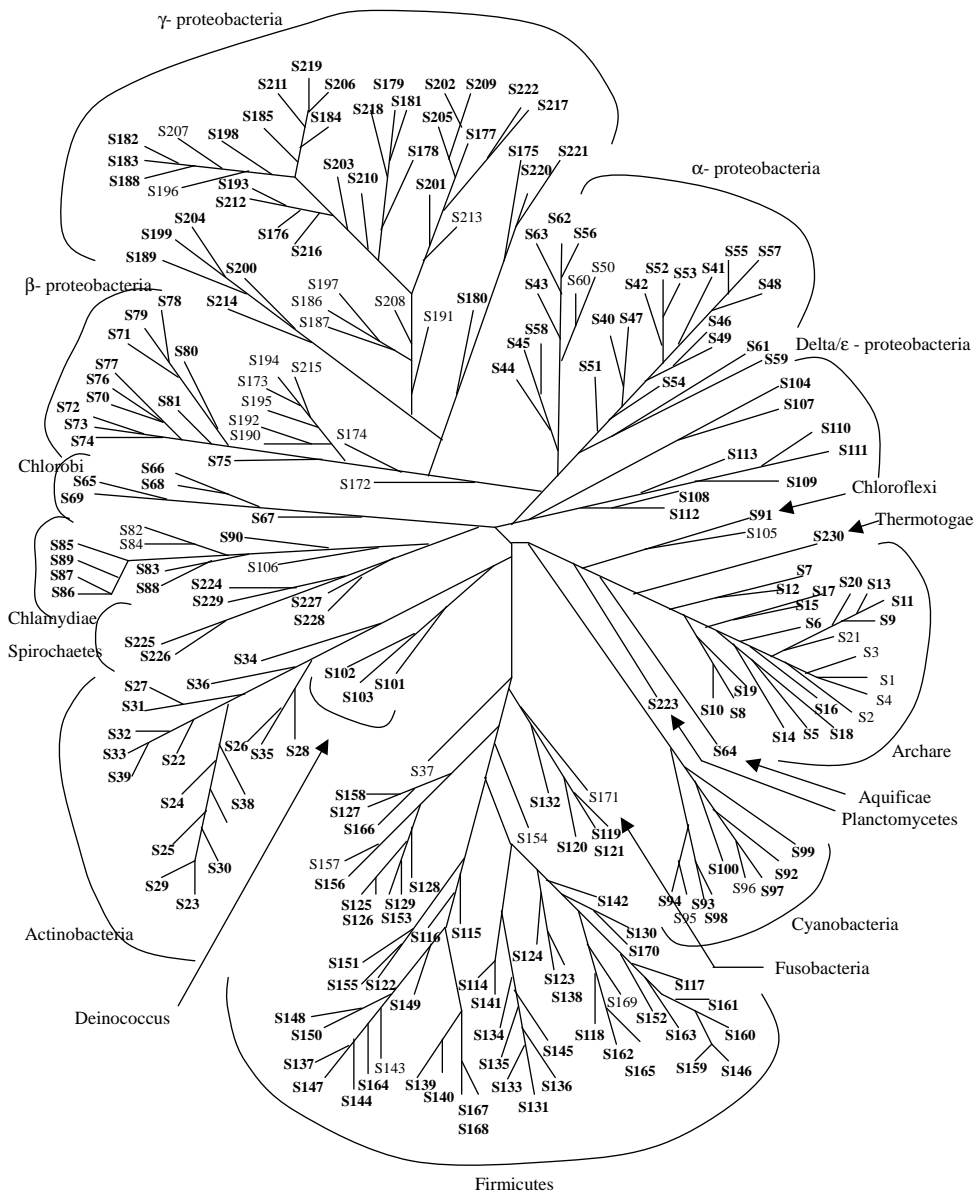 γ- proteobacteria
S219
S211
S206
S179
S202
S209
S222
S218
S181
S217
S185
S184
S205
S182
S207
S198
S177
S183
S203
S178
S175
S221
S188
S196
S193
S210
S201
S220
α- proteobacteria
S212
S176
S216
S213
S62
S63
S56
S204
S199
S189
S200
S197
S208
S180
S43
S60
S50
S52
S53
S41
S55
S57
S42
S48
β- proteobacteria
S78
S214
S186
S187
S191
S45
S58
S40
S47
S46
S49
S79
S71
S80
S44
S51
S61
S59
Delta/ε - proteobacteria
S77
S76
S70
S81
S194
S215
S173
S195
S54
S104
S107
S72
S73
S74
S192
S190
S174
S110
S111
S75
S113
S109
Chlorobi
S66
S68
S65
S69
S172
S108
S112
Chloroflexi
S67
S91
S105
Thermotogae
S230
S82
S84
S90
S85
S89
S87
S86
S83
S88
S106
S7
S12
S17
S20
S13
S11
S15
S9
Chlamydiae
S224
S229
S227
S228
S6
S21
S3
S1
S4
S2
Spirochaetes
S225
S226
S34
S102
S101
S103
S36
S27
S31
S223
S10
S19
S8
S16
S14
S5
S18
S64
Archare
S32
S33
S39
S22
S26
S35
S28
S37
S24
S38
S158
S127
S166
S132
S171
Aquificae
Planctomycetes
S25
S29
S23
S30
S157
S156
S154
S120
S119
S121
S99
S100
S92
S96
S97
S125
S126
S129
S153
S128
S94
S95
S93
S98
Cyanobacteria
Actinobacteria
S142
S130
S170
S116
S115
S151
S155
S122
S149
S124
S123
S138
S114
S141
Fusobacteria
S117
S161
S169
S152
S163
S160
Deinococcus
S148
S150
S134
S135
S145
S118
S162
S165
S159
S146
S137
S147
S144
S164
S143
S139
S140
S133
S136
S131
S167
S168
Firmicutes